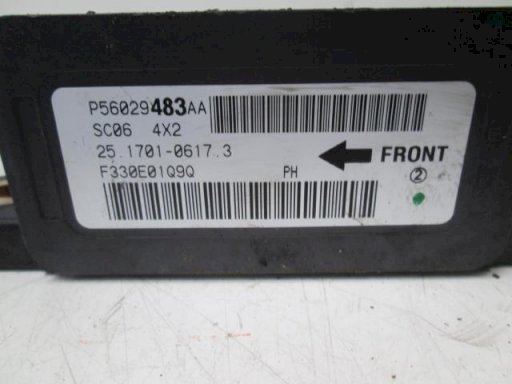 P56029483AA
SC06 4X2
25.1701-0617.3
FRONT
F330E01Q9Q PH
2